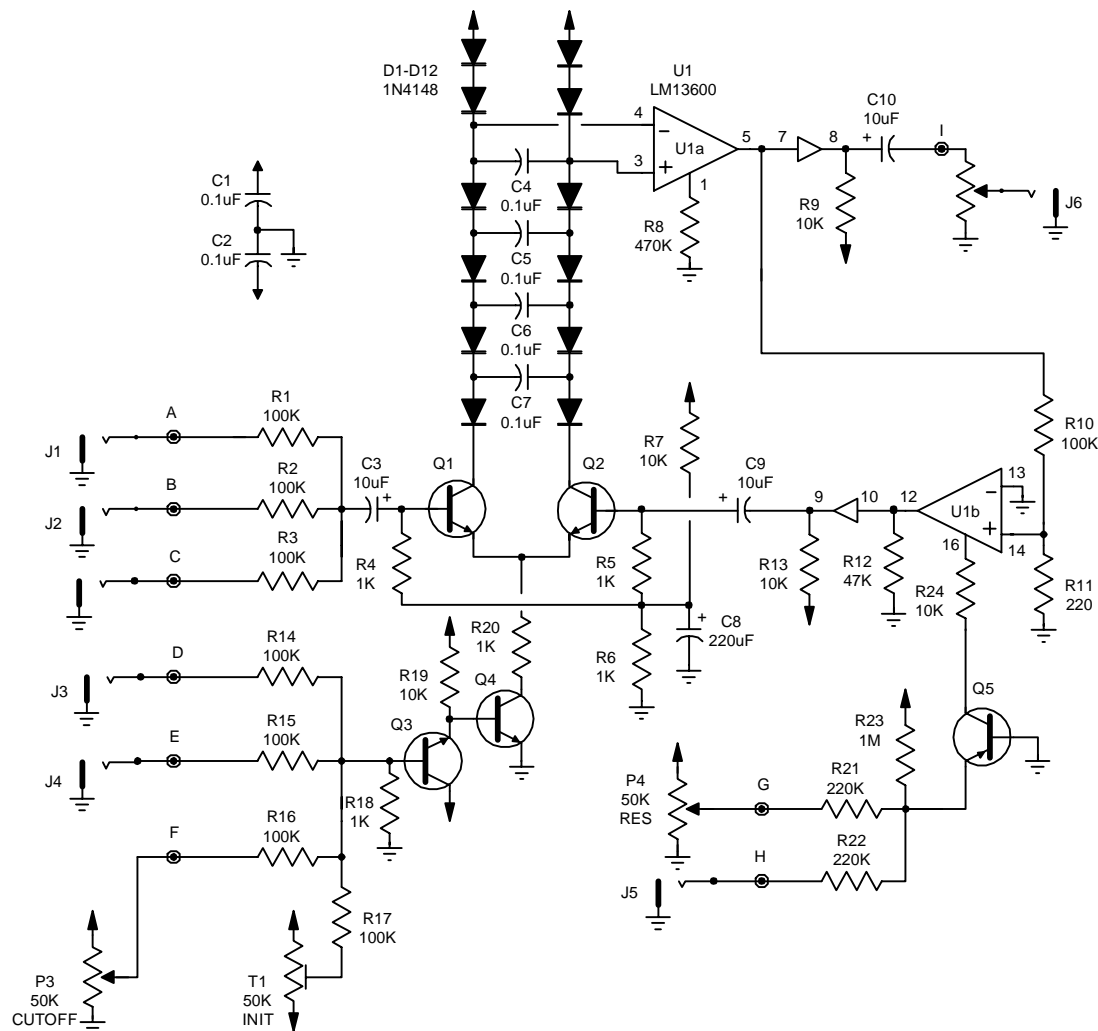 D1-D12
1N4148
U1
LM13600
4
3
U1a
1
5
7
8
C10
10uF
I
R9
10K
J6
R8
470K
C1
0.1uF
C2
0.1uF
C4
0.1uF
C5
0.1uF
C6
0.1uF
C7
0.1uF
R1
100K
A
J1
R2
100K
B
J2
R3
100K
C
C3
10uF
Q1
Q2
R4
1K
R5
1K
R6
1K
R7
10K
C9
10uF
9
10
12
U1b
13
14
16
R10
100K
R11
220
R12
47K
R13
10K
R24
10K
C8
220uF
R20
1K
R19
10K
Q4
Q3
R18
1K
D
J3
R14
100K
E
J4
R15
100K
F
R16
100K
R17
100K
P3
50K
CUTOFF
T1
50K
INIT
P4
50K
RES
G
R21
220K
H
R22
220K
J5
R23
1M
Q5